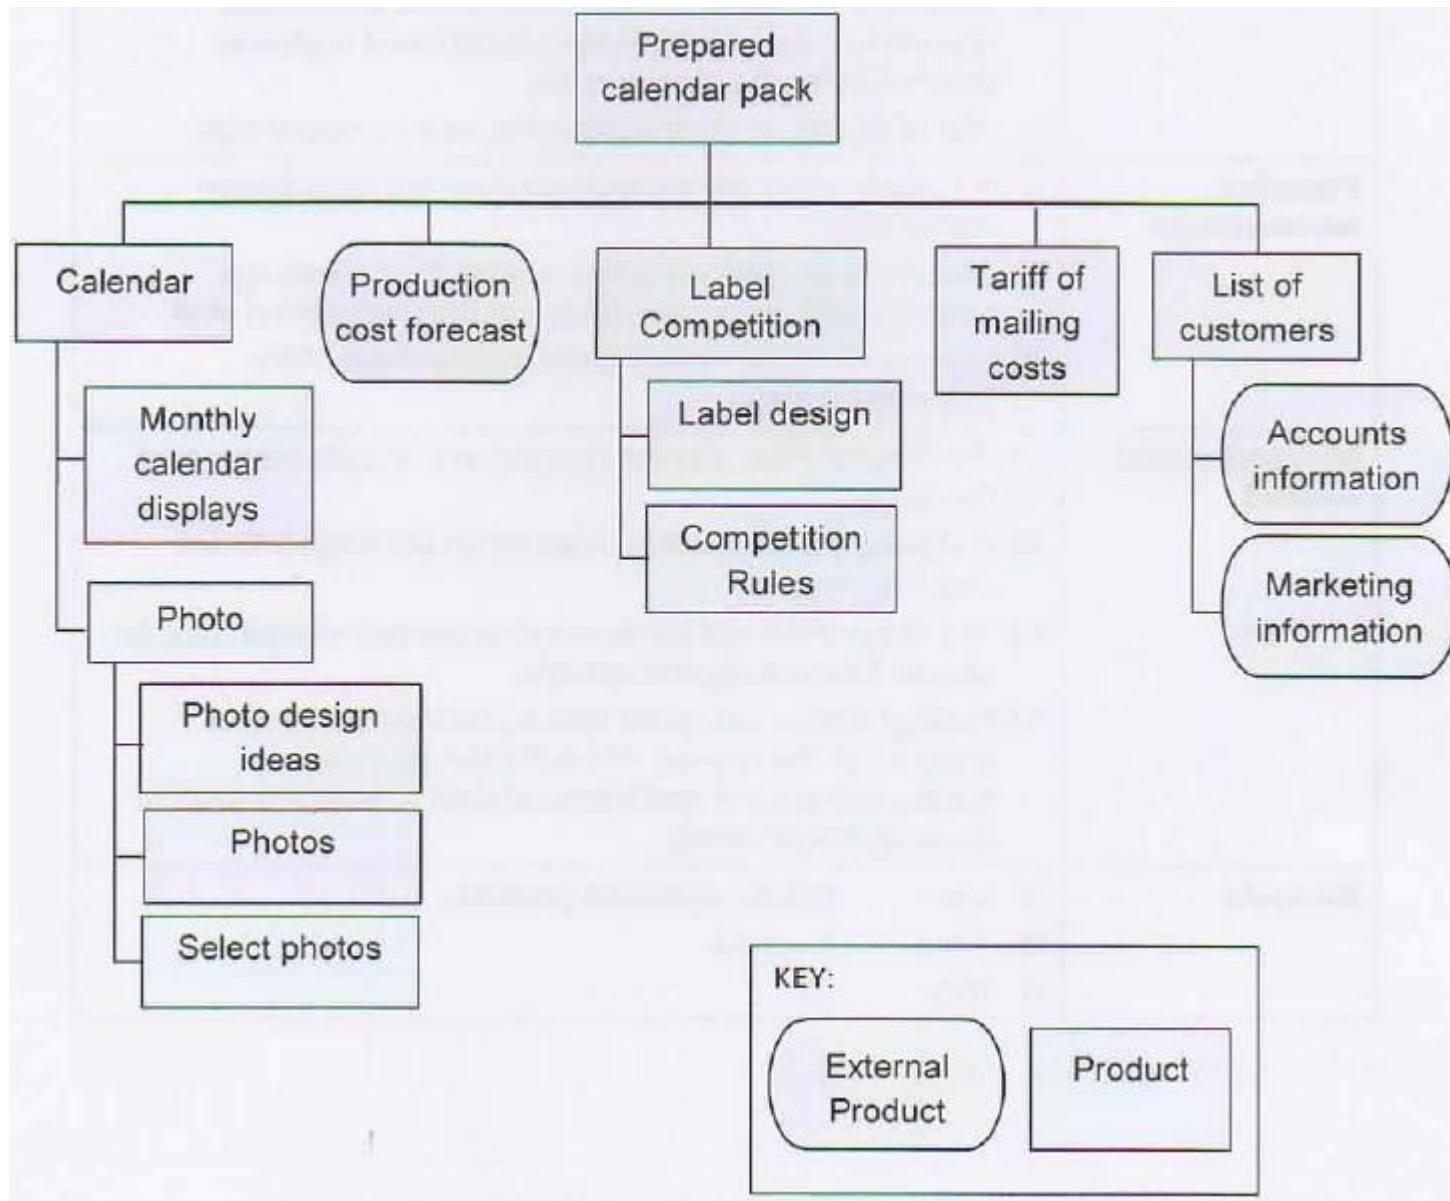 Prepared
calendar pack
Calendar
Production
cost forecast
Label
Competition
Tariff of
mailing
costs
List of
customers
Monthly
calendar
displays
Label design
Accounts
information
Competition
Rules
Marketing
information
Photo
Photo design
ideas
Photos
Select photos
KEY:
External
Product
Product